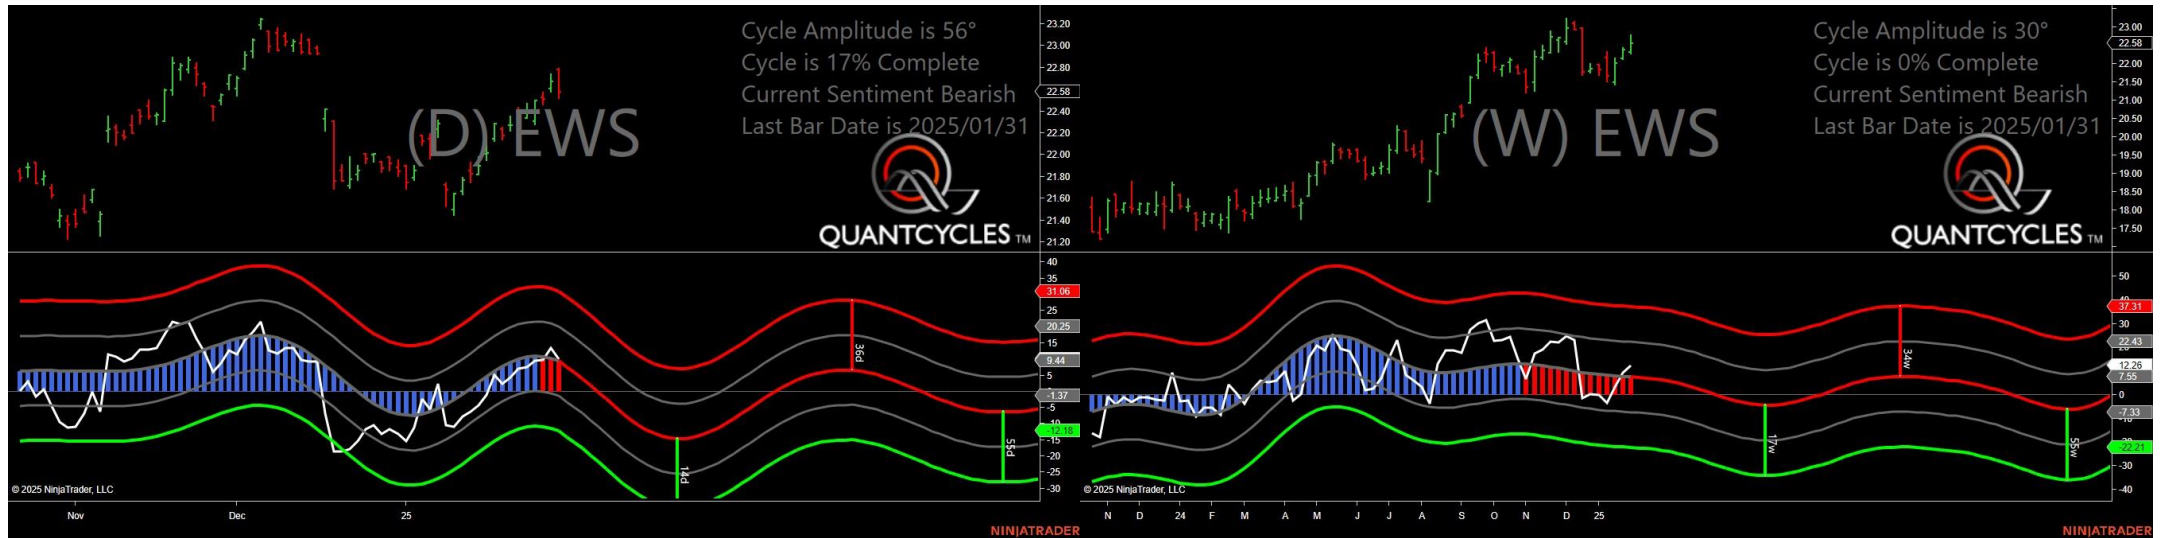 Cycle Amplitude is 56°
Cycle is 17% Complete
Current Sentiment Bearish
Last Bar Date is 2025/01/31
(D) EWS
QUANTCYCLES TM
23.20
23.00
22.80
22.58
22.40
22.20
22.00
21.80
21.60
21.40
21.20
40
35
31.06
25
20.25
15
9.44
5
-1.37
-5
-12.18
-15
-20
-25
-30
14d
36d
55d
© 2025 NinjaTrader, LLC
Nov
Dec
25
NINJATRADER
Cycle Amplitude is 30°
Cycle is 0% Complete
Current Sentiment Bearish
Last Bar Date is 2025/01/31
(W) EWS
QUANTCYCLES TM
23.00
22.58
22.00
21.50
21.00
20.50
20.00
19.50
19.00
18.50
18.00
17.50
50
37.31
30
22.43
12.26
7.55
0
-7.33
-22.21
-30
-40
17w
34w
55w
© 2025 NinjaTrader, LLC
N D 24 F M A M J J A S O N D 25
NINJATRADER